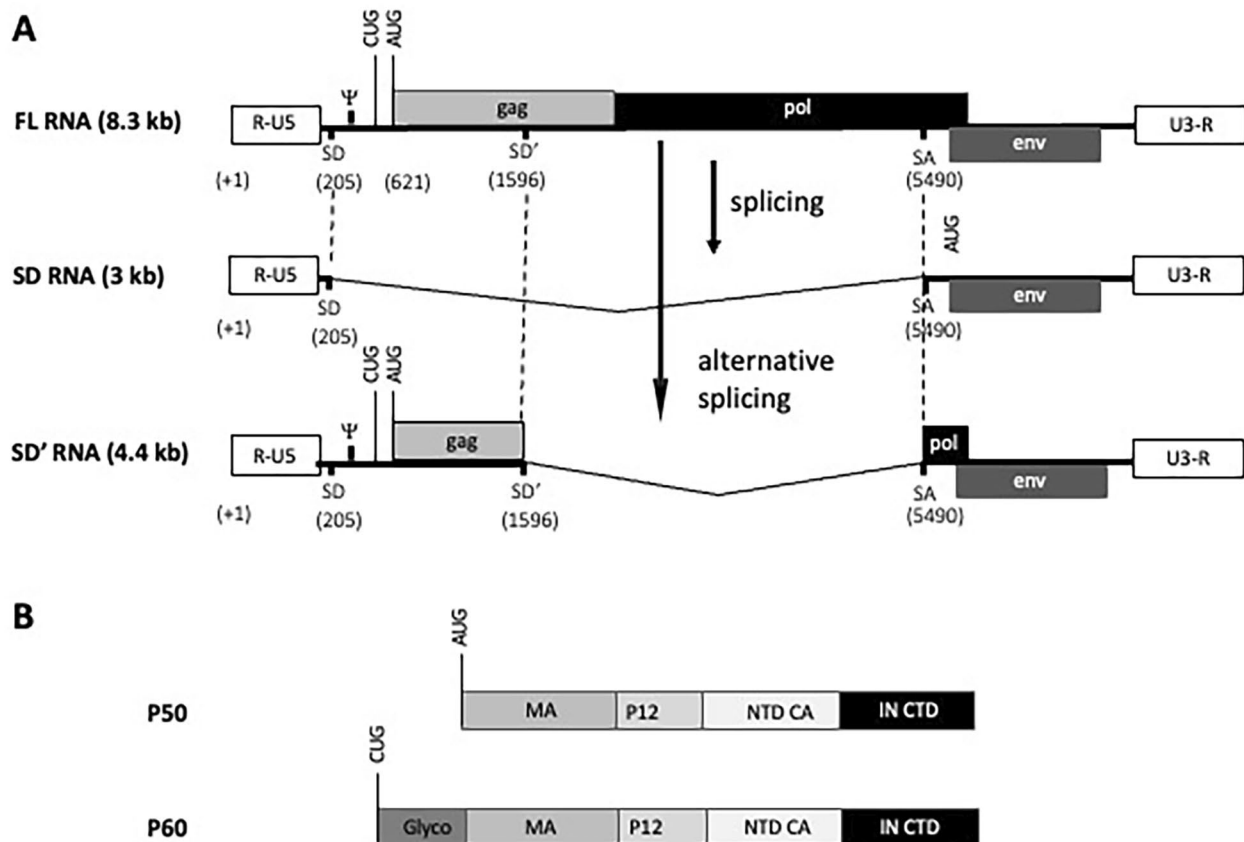 A
CUG AUG
Ψ
FL RNA (8.3 kb) R-U5 gag pol U3-R
SD SD' SA env
(+1) (205) (621) (1596) (5490)
splicing
AUG
SD RNA (3 kb) R-U5 U3-R
SD SA env
(+1) (205) (5490)
CUG AUG
alternative
splicing
Ψ
SD' RNA (4.4 kb) R-U5 gag pol U3-R
SD SD' SA env
(+1) (205) (1596) (5490)
B
AUG
P50 MA P12 NTD CA IN CTD
CUG
P60 Glyco MA P12 NTD CA IN CTD